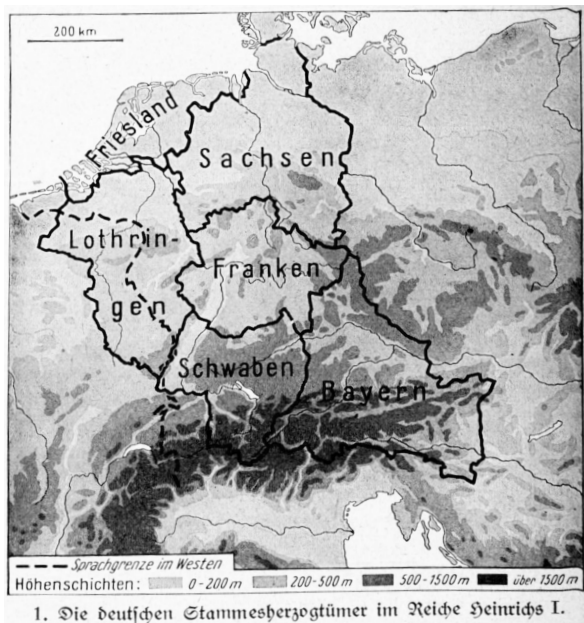 200 km
Friesland
Sachsen
Lothrin-
gen
Franken
Schwaben
Bayern
Sprachgrenze im Westen
Höhenschichten: 0-200 m 200-500 m 500-1500 m über 1500 m
1. Die deutſchen Stammesherzogtümer im Reiche Heinrichs I.